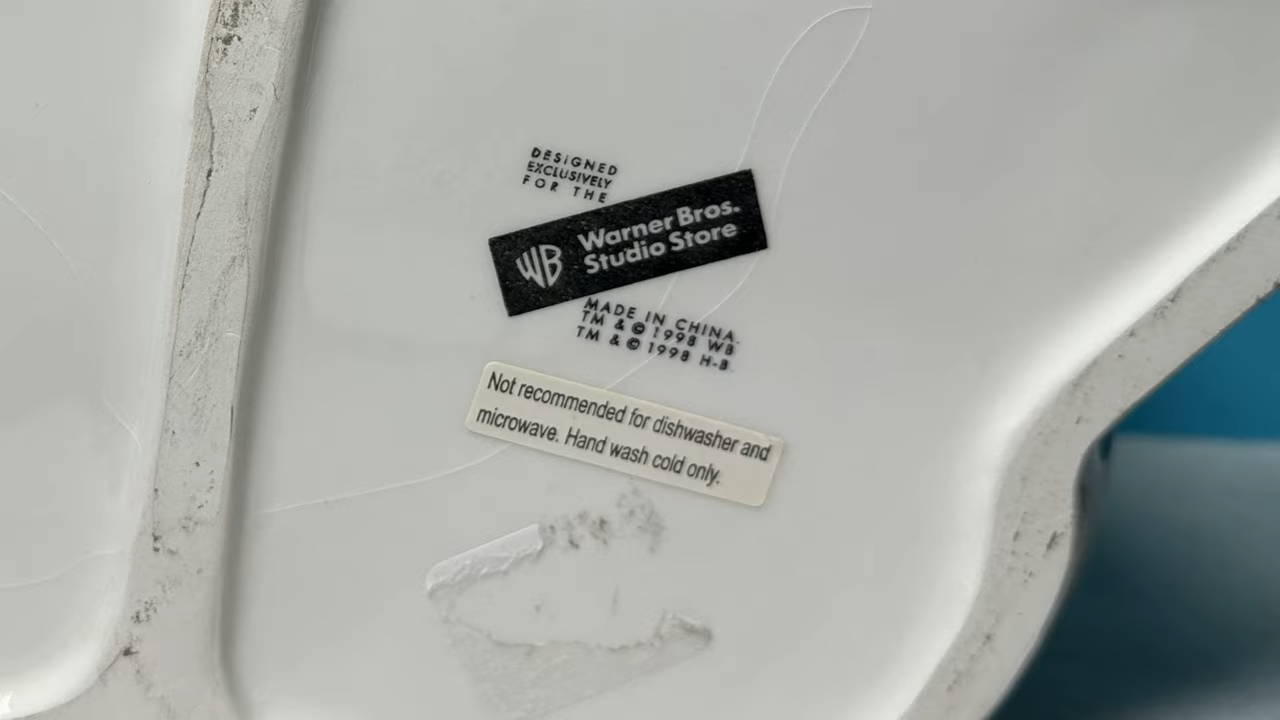 DESIGNED
EXCLUSIVELY
FOR THE
WB
Warner Bros.
Studio Store
MADE IN CHINA.
TM & © 1998 WB
TM & © 1998 H-B
Not recommended for dishwasher and
microwave. Hand wash cold only.